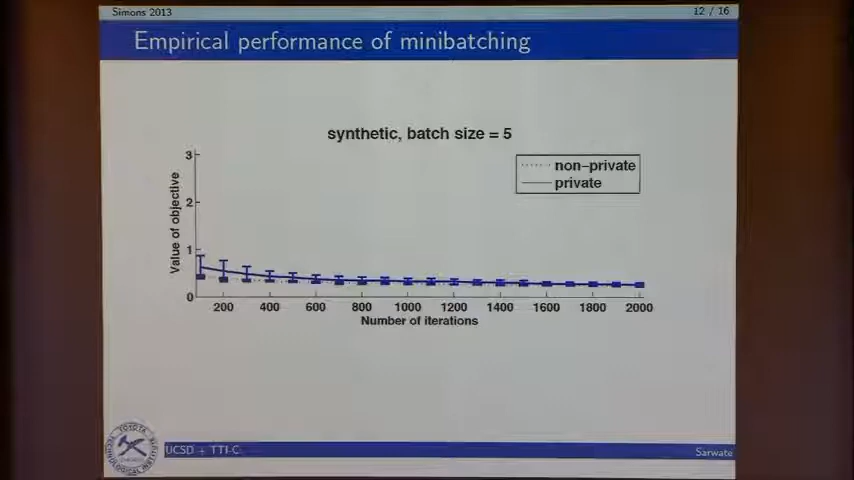 Simons 2013
12 / 16
Empirical performance of minibatching
synthetic, batch size = 5
non-private
private
Value of objective
3
2
1
0
200 400 600 800 1000 1200 1400 1600 1800 2000
Number of iterations
UCSD + TTI-C
Sarwate